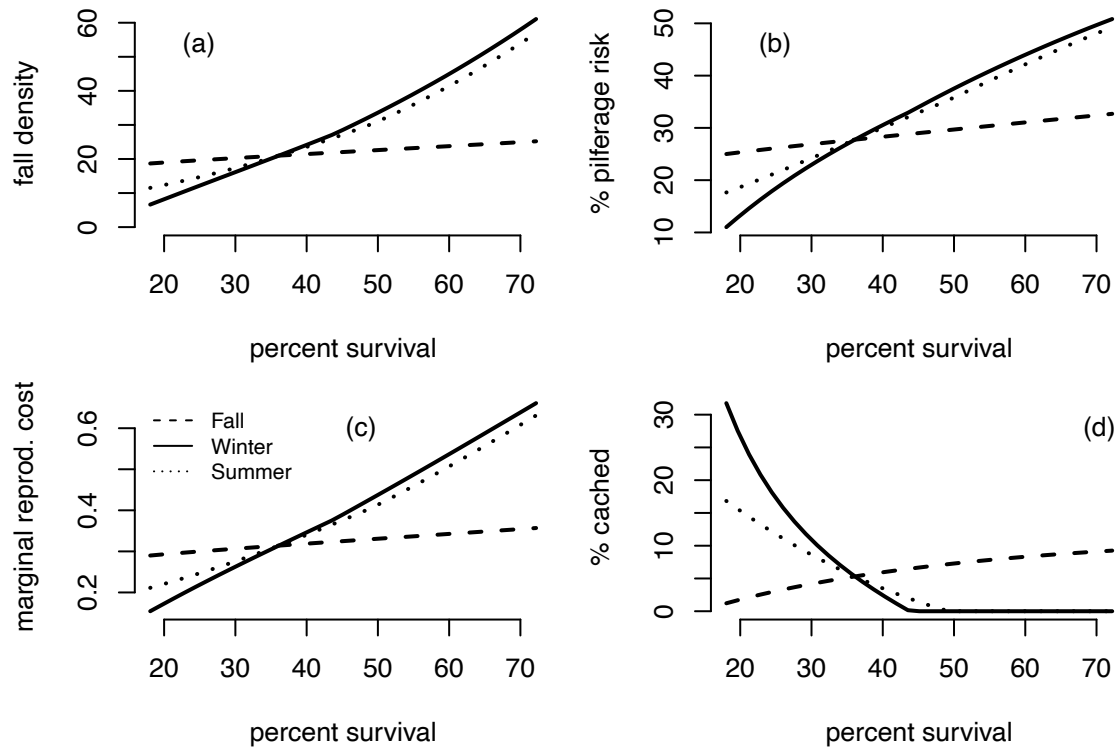 (a)
fall density
0
20
40
60
20 30 40 50 60 70
percent survival
(b)
% pilferage risk
10
20
30
40
50
20 30 40 50 60 70
percent survival
(c)
marginal reprod. cost
0.2
0.4
0.6
Fall
Winter
Summer
20 30 40 50 60 70
percent survival
(d)
% cached
0
10
20
30
20 30 40 50 60 70
percent survival